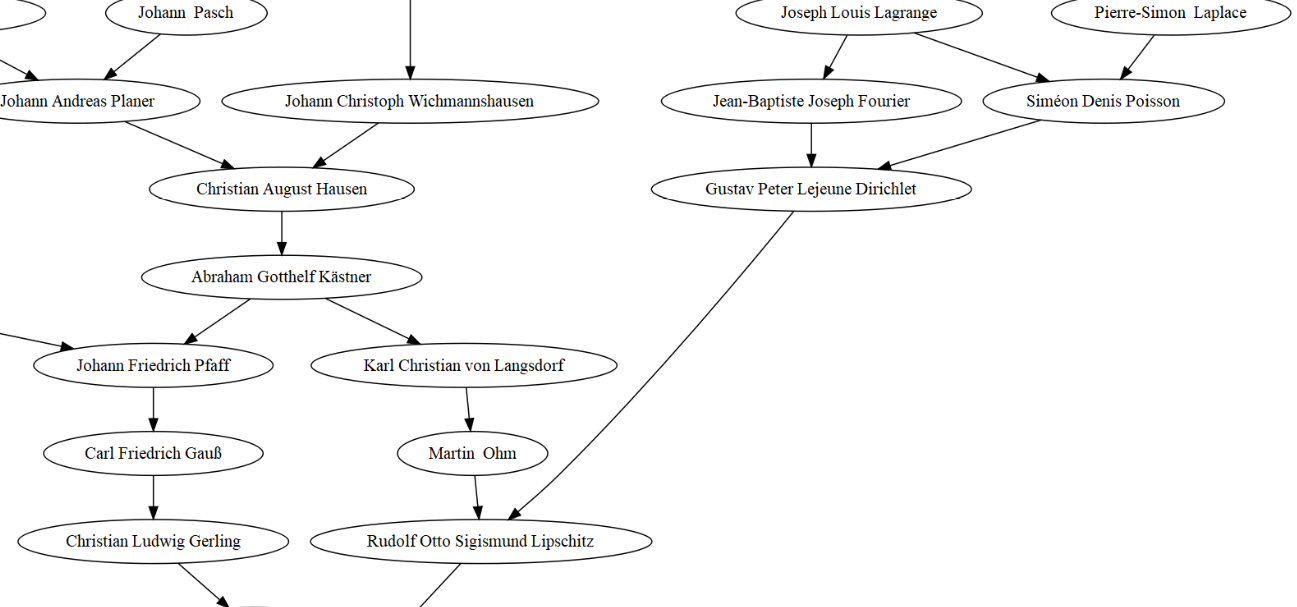 Johann  Pasch
Joseph Louis Lagrange
Pierre-Simon  Laplace
Johann Andreas Planer
Johann Christoph Wichmannshausen
Jean-Baptiste Joseph Fourier
Siméon Denis Poisson
Christian August Hausen
Gustav Peter Lejeune Dirichlet
Abraham Gotthelf Kästner
Johann Friedrich Pfaff
Karl Christian von Langsdorf
Carl Friedrich Gauß
Martin  Ohm
Christian Ludwig Gerling
Rudolf Otto Sigismund Lipschitz